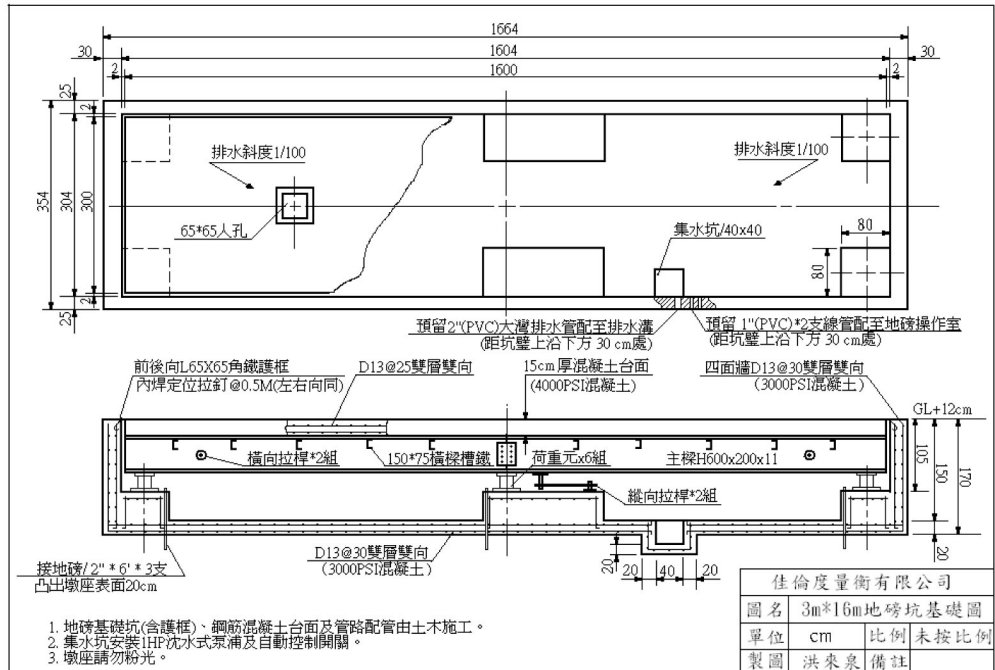 1664
30
1604
30
2
1600
2
25
2
354
304
300
2
25
排水斜度1/100
65*65人孔
排水斜度1/100
集水坑/40x40
80
80
預留2"(PVC)大灣排水管配至排水溝
(距坑壁上沿下方 30 cm處)
預留 1"(PVC)*2支線管配至地磅操作室
(距坑璧上沿下方 30 cm處)
前後向L65X65角鐵護框
內焊定位拉釘@0.5M(左右向同)
D13@25雙層雙向
15cm厚混凝土台面
(4000PSI混凝土)
四面牆D13@30雙層雙向
(3000PSI混凝土)
GL+12cm
橫向拉桿*2組
150*75橫樑槽鐵
荷重元x6組
主樑H600x200x11
縱向拉桿*2組
105
150
170
20
接地磅/2" * 6' * 3支
凸出墩座表面20cm
D13@30雙層雙向
(3000PSI混凝土)
20
20
40
20
1. 地磅基礎坑(含護框)、鋼筋混凝土台面及管路配管由土木施工。
2. 集水坑安裝1HP沈水式泵浦及自動控制開關。
3. 墩座請勿粉光。
佳倫度量衡有限公司
圖名 3m*16m地磅坑基礎圖
單位 cm 比例 未按比例
製圖 洪來泉 備註